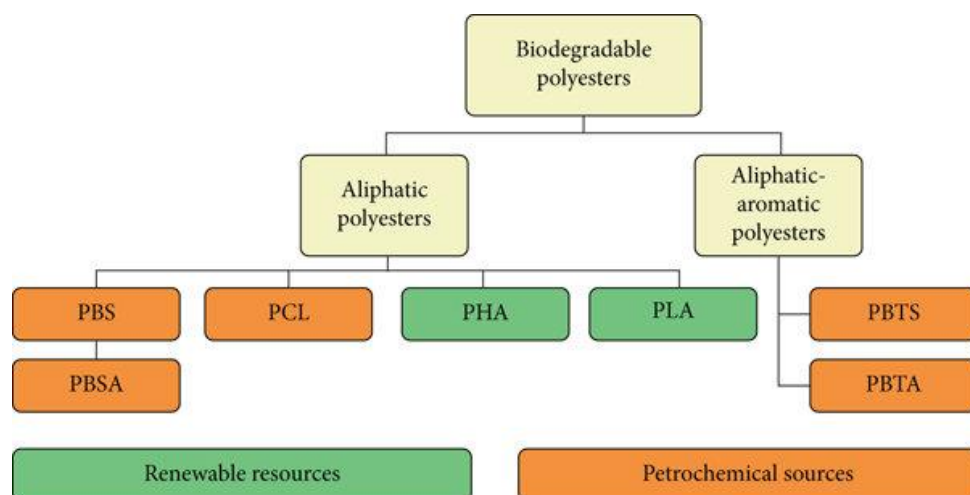 Biodegradable
polyesters
Aliphatic
polyesters
Aliphatic-
aromatic
polyesters
PBS
PCL
PHA
PLA
PBTS
PBSA
PBTA
Renewable resources
Petrochemical sources